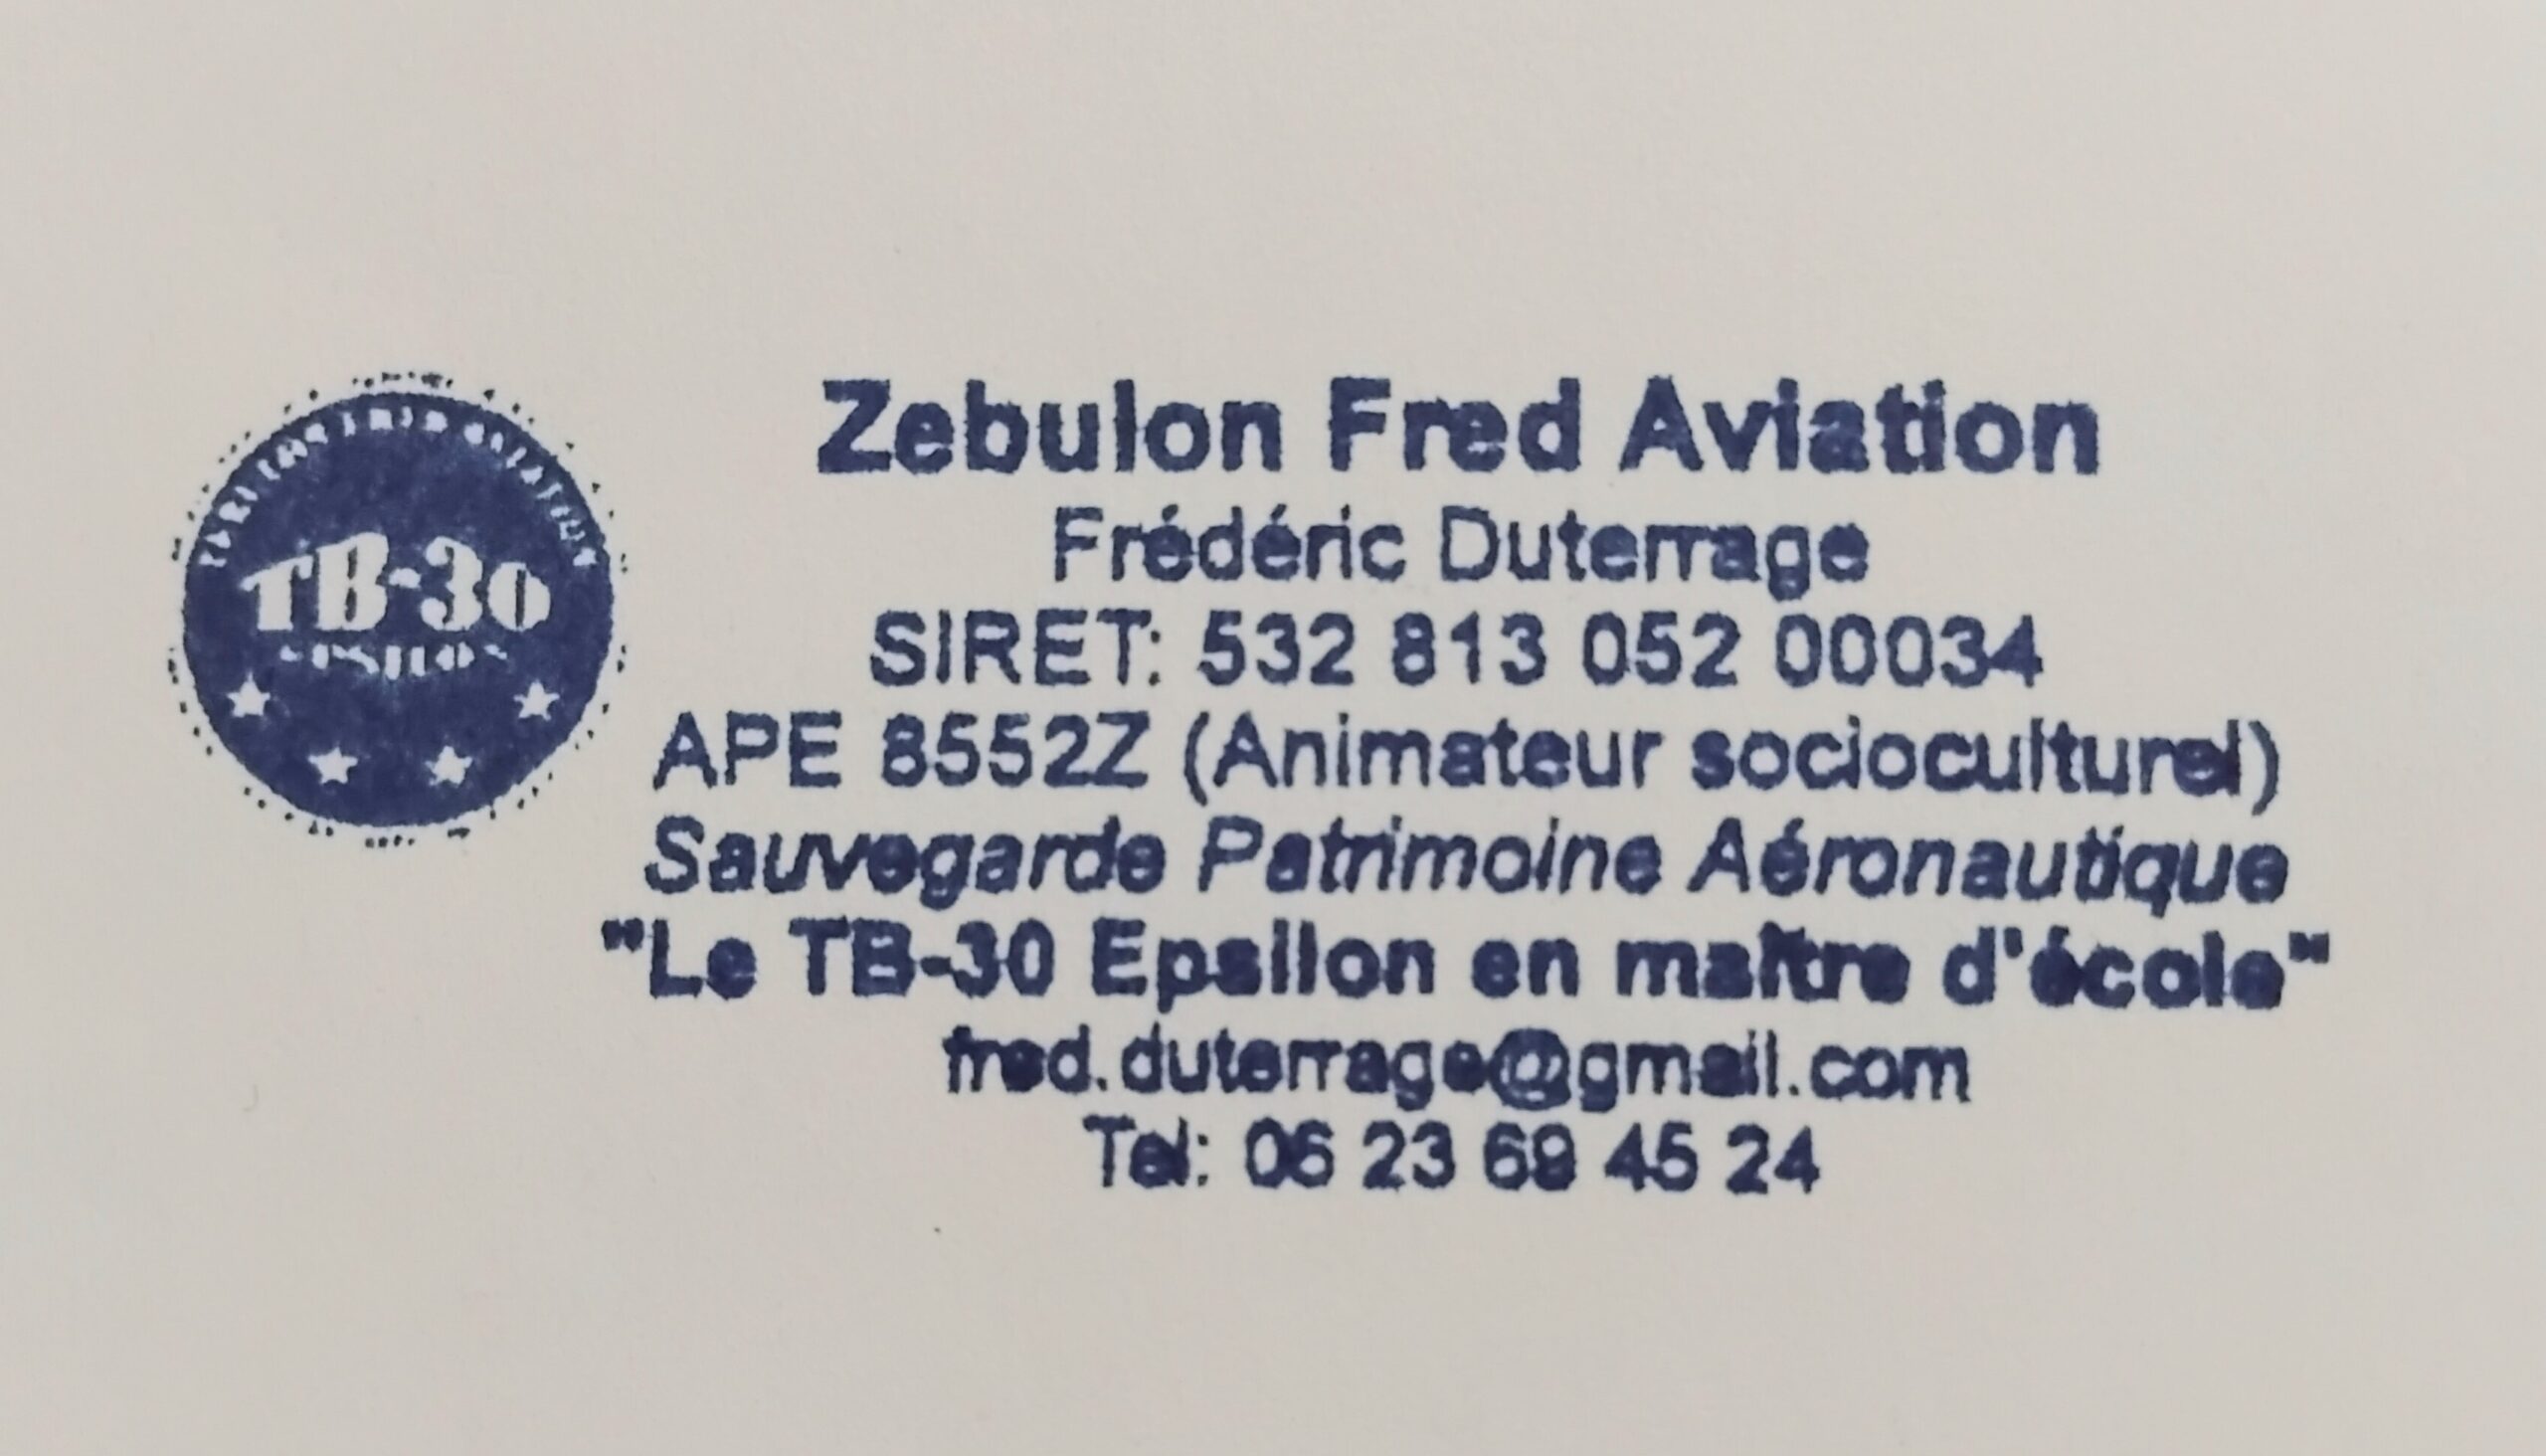 TB-30
EPSILON
Zebulon Fred Aviation
Frédéric Duterrage
SIRET: 532 813 052 00034
APE 8552Z (Animateur socioculturel)
Sauvegarde Patrimoine Aéronautique
"Le TB-30 Epsilon en maître d'école"
fred.duterrage@gmail.com
Tel: 06 23 69 45 24